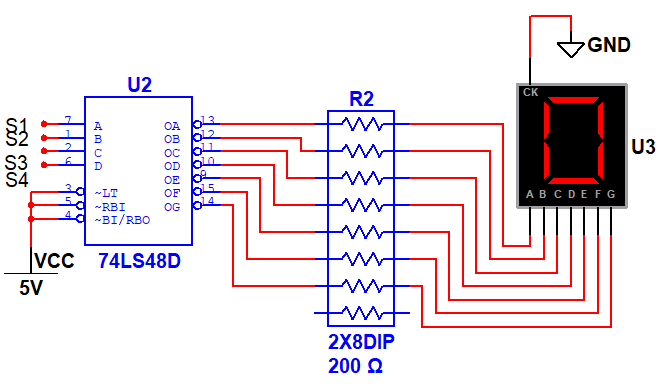 GND
CK
U3
A B C D E F G
U2
R2
S1
S2
S3
S4
7 A OA 13
1 B OB 12
2 C OC 11
6 D OD 10
OE 9
3 ~LT OF 15
5 ~RBI OG 14
4 ~BI/RBO
74LS48D
VCC
5V
2X8DIP
200 Ω